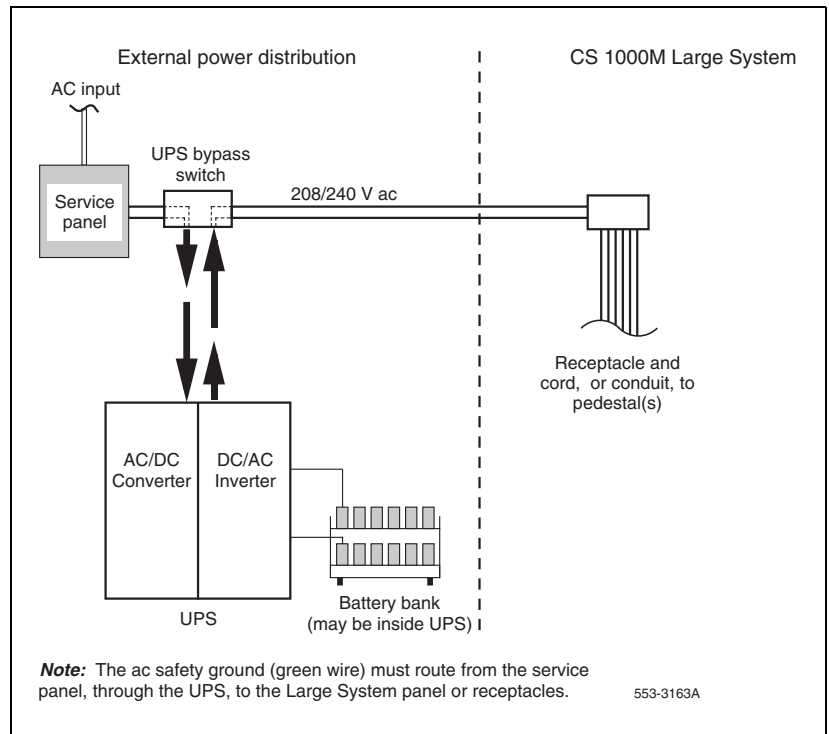 External power distribution
CS 1000M Large System
AC input
UPS bypass
switch
Service
panel
208/240 V ac
Receptacle and
cord, or conduit, to
pedestal(s)
AC/DC
Converter
DC/AC
Inverter
UPS
Battery bank
(may be inside UPS)
Note: The ac safety ground (green wire) must route from the service
panel, through the UPS, to the Large System panel or receptacles.
553-3163A